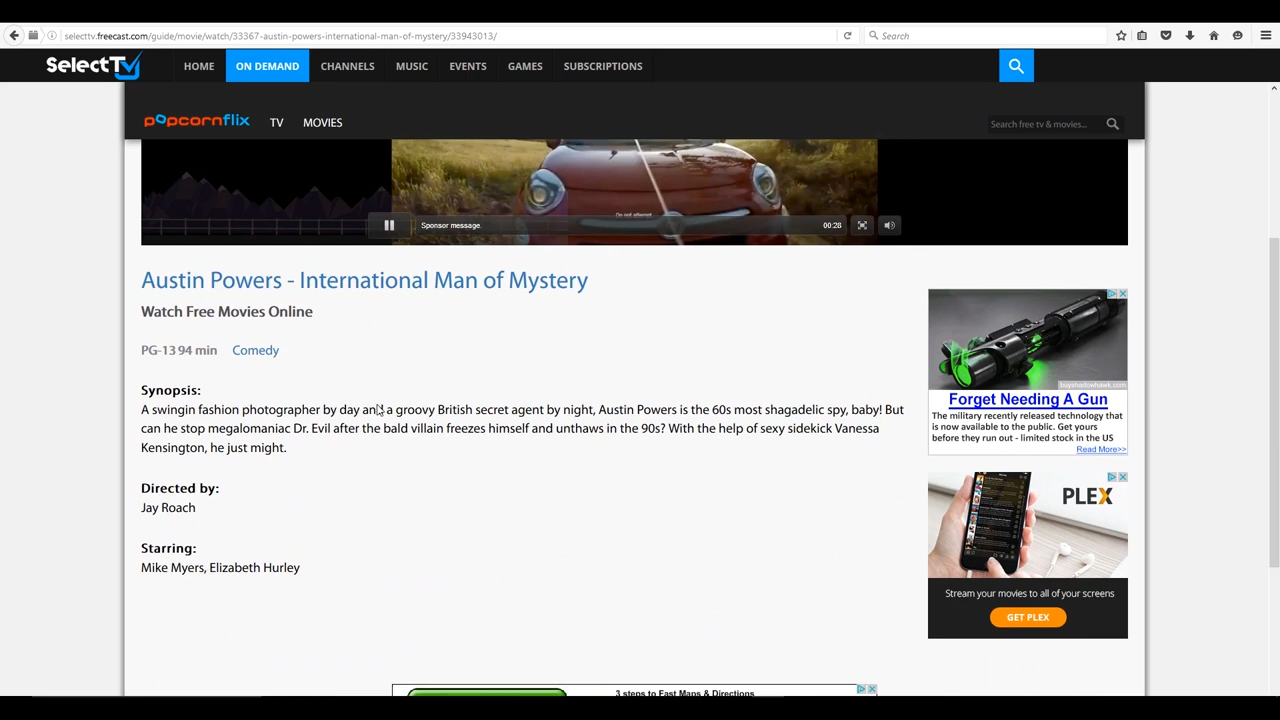 selecttv.freecast.com/guide/movie/watch/33367-austin-powers-international-man-of-mystery/33943013/
Search
SelectTV
HOME
ON DEMAND
CHANNELS
MUSIC
EVENTS
GAMES
SUBSCRIPTIONS
popcornflix
TV
MOVIES
Search free tv & movies...
Do not attempt
Sponsor message.
00:28
Austin Powers - International Man of Mystery
Watch Free Movies Online
PG-13 94 min
Comedy
Synopsis:
A swingin fashion photographer by day and a groovy British secret agent by night, Austin Powers is the 60s most shagadelic spy, baby! But
can he stop megalomaniac Dr. Evil after the bald villain freezes himself and unthaws in the 90s? With the help of sexy sidekick Vanessa
Kensington, he just might.
Directed by:
Jay Roach
Starring:
Mike Myers, Elizabeth Hurley
buyshadowhawk.com
Forget Needing A Gun
The military recently released technology that
is now available to the public. Get yours
before they run out - limited stock in the US
Read More>>
PLEX
Stream your movies to all of your screens
GET PLEX
3 steps to Fast Maps & Directions